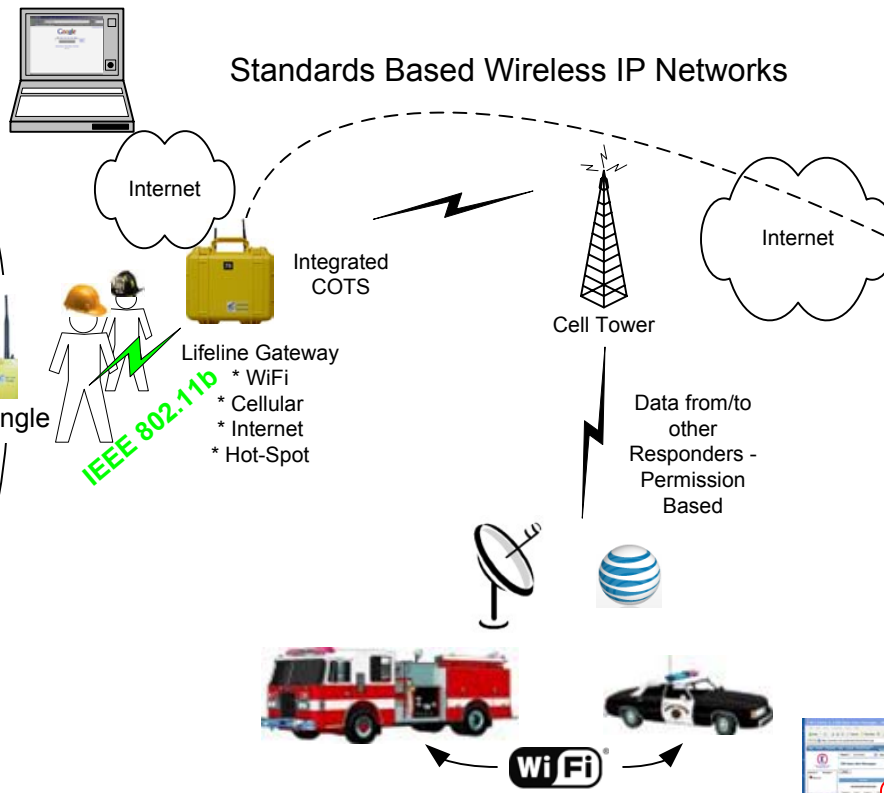 Google
Standards Based Wireless IP Networks
Internet
Internet
Integrated
COTS
Cell Tower
Lifeline Gateway
* WiFi
* Cellular
* Internet
* Hot-Spot
IEEE 802.11b
ngle
Data from/to
other
Responders -
Permission
Based
WiFi